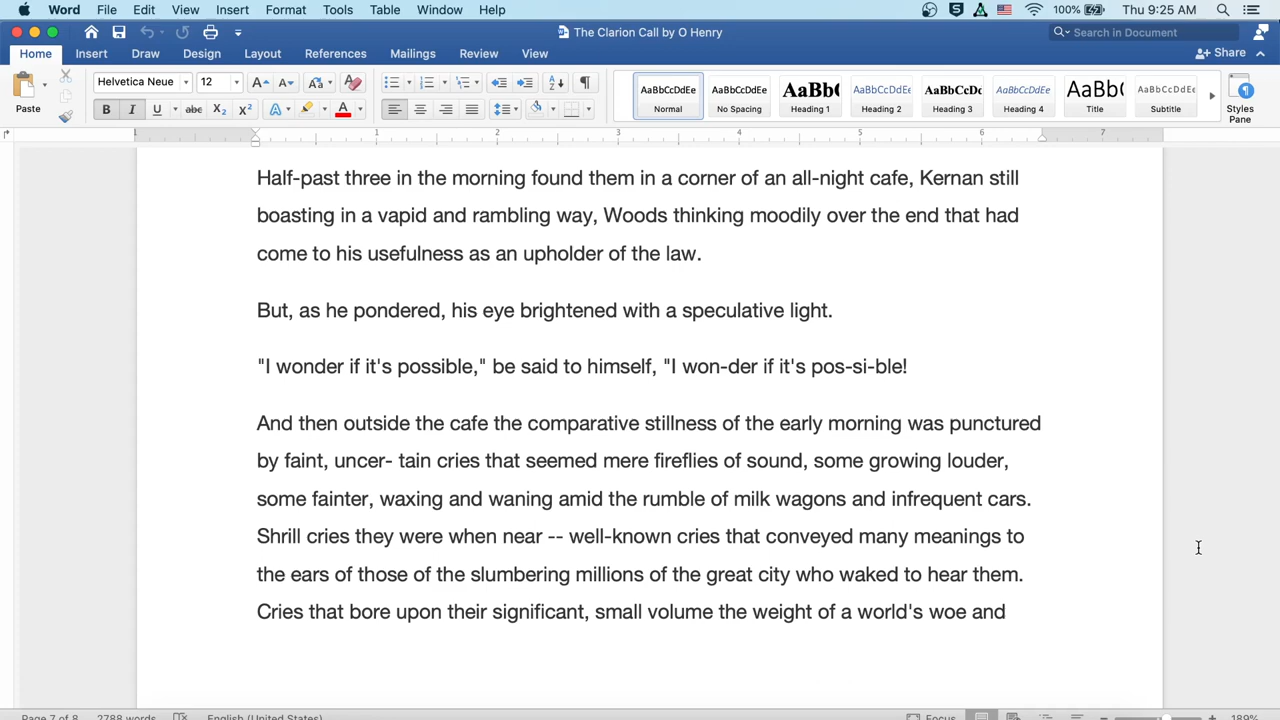 Word File Edit View Insert Format Tools Table Window Help 100% Thu 9:25 AM
The Clarion Call by O Henry Search in Document
Home Insert Draw Design Layout References Mailings Review View Share
Paste Helvetica Neue 12 AaBbCcDdEe AaBbCcDdEe AaBb( AaBbCcDdEe AaBbCcDc AaBbCcDdEe AaBb( AaBbCcDdEe
Normal No Spacing Heading 1 Heading 2 Heading 3 Heading 4 Title Subtitle Styles Pane
1 1 2 3 4 5 6 7
Half-past three in the morning found them in a corner of an all-night cafe, Kernan still
boasting in a vapid and rambling way, Woods thinking moodily over the end that had
come to his usefulness as an upholder of the law.
But, as he pondered, his eye brightened with a speculative light.
"I wonder if it's possible," be said to himself, "I won-der if it's pos-si-ble!
And then outside the cafe the comparative stillness of the early morning was punctured
by faint, uncer- tain cries that seemed mere fireflies of sound, some growing louder,
some fainter, waxing and waning amid the rumble of milk wagons and infrequent cars.
Shrill cries they were when near -- well-known cries that conveyed many meanings to
the ears of those of the slumbering millions of the great city who waked to hear them.
Cries that bore upon their significant, small volume the weight of a world's woe and
Page 7 of 8 2788 words English (United States) Focus 189%